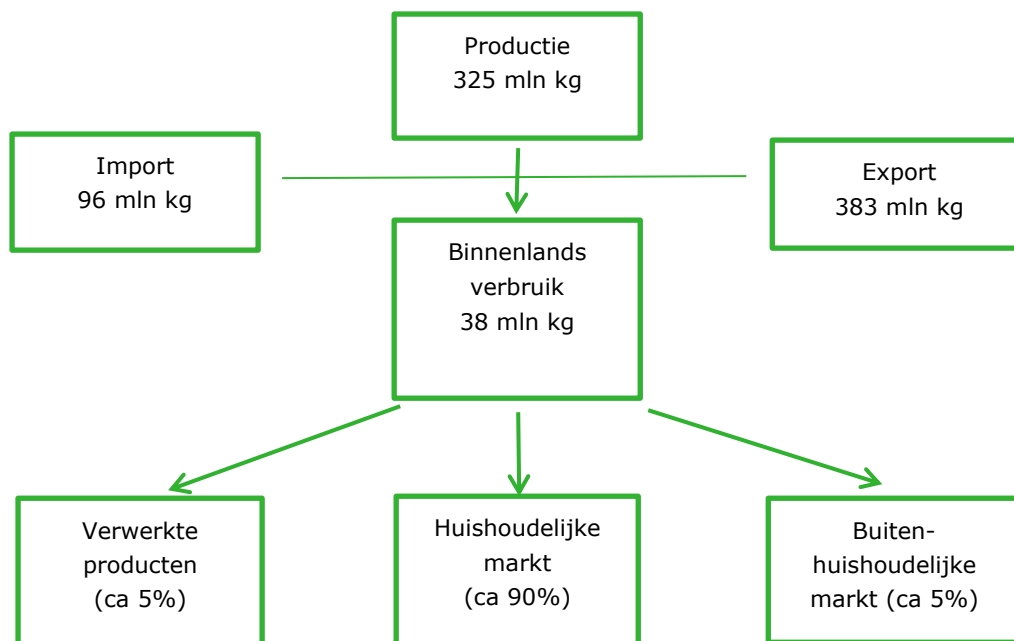 Productie
325 mln kg
Import
96 mln kg
Export
383 mln kg
Binnenlands
verbruik
38 mln kg
Verwerkte
producten
(ca 5%)
Huishoudelijke
markt
(ca 90%)
Buiten-
huishoudelijke
markt (ca 5%)